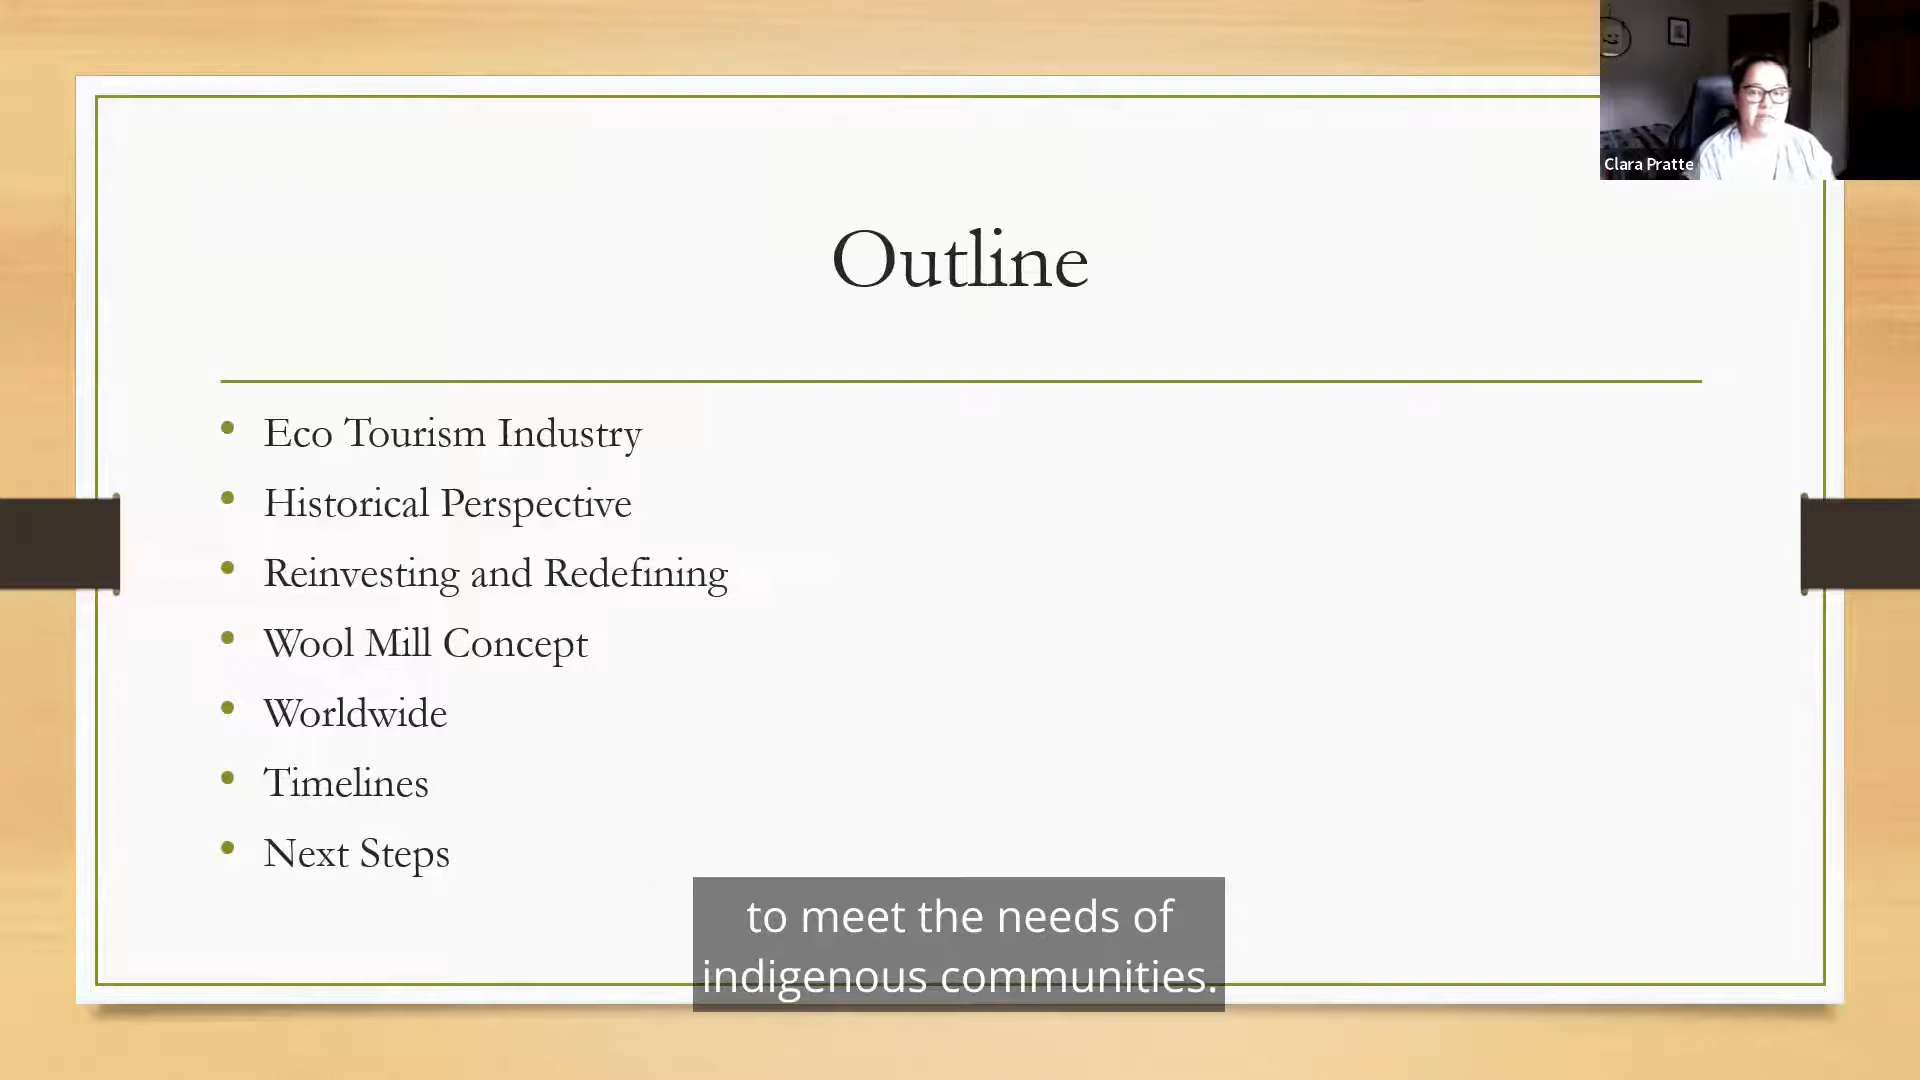 Clara Pratte
Outline
Eco Tourism Industry
Historical Perspective
Reinvesting and Redefining
Wool Mill Concept
Worldwide
Timelines
Next Steps
to meet the needs of
indigenous communities.